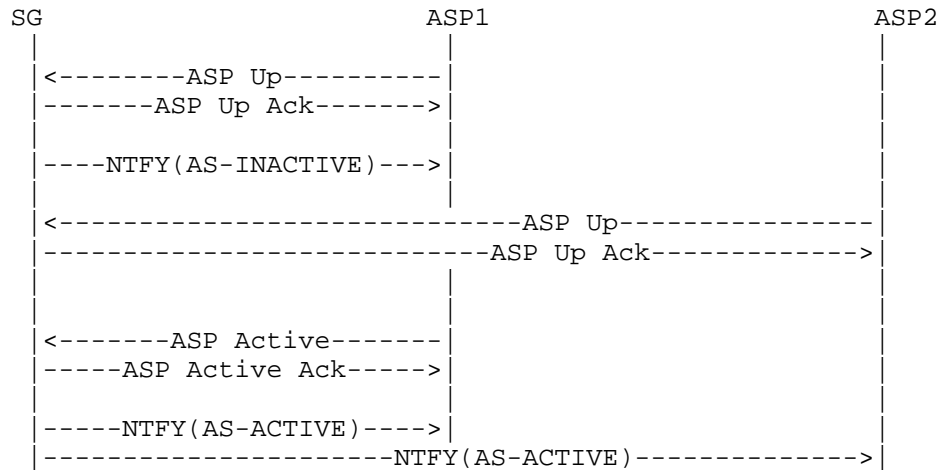 SG ASP1 ASP2
<--------ASP Up----------
-------ASP Up Ack------->
----NTFY(AS-INACTIVE)--->
<----------------------------ASP Up---------------
--------------------------ASP Up Ack------------->
<-------ASP Active-------
-----ASP Active Ack----->
-----NTFY(AS-ACTIVE)---->
--------------------NTFY(AS-ACTIVE)------------->